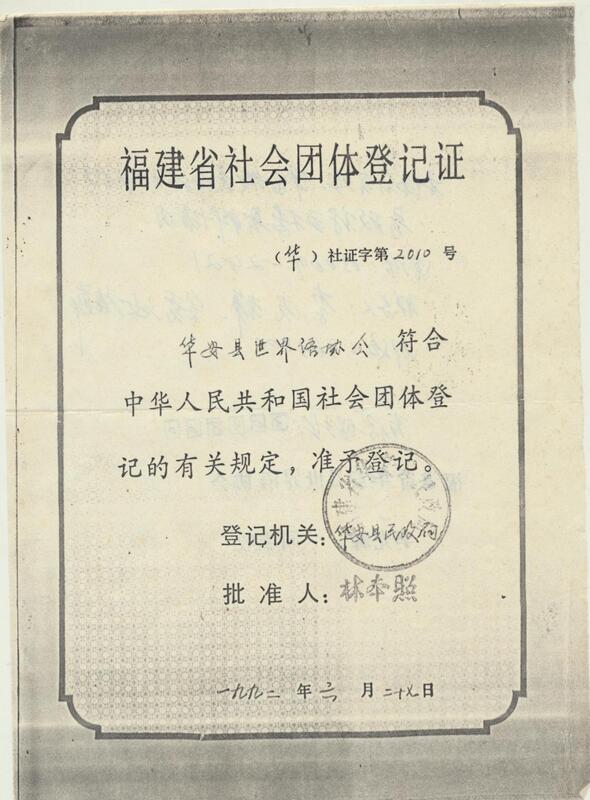 福建省社会团体登记证
（华）社证字第2010号
华安县世界语协会 符合
中华人民共和国社会团体登
记的有关规定，准予登记。
登记机关：华安县民政局
批准人：林本照
一九九二年六月二十九日